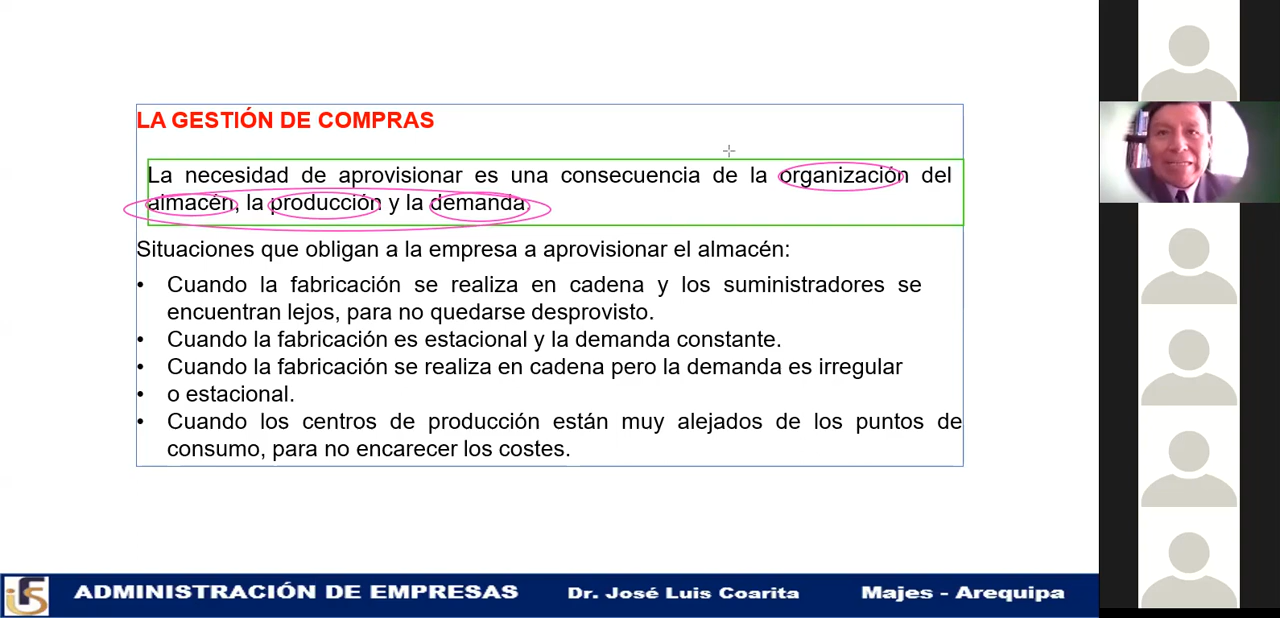 LA GESTIÓN DE COMPRAS
La necesidad de aprovisionar es una consecuencia de la organización del
almacén, la producción y la demanda.
Situaciones que obligan a la empresa a aprovisionar el almacén:
• Cuando la fabricación se realiza en cadena y los suministradores se
encuentran lejos, para no quedarse desprovisto.
• Cuando la fabricación es estacional y la demanda constante.
• Cuando la fabricación se realiza en cadena pero la demanda es irregular
• o estacional.
• Cuando los centros de producción están muy alejados de los puntos de
consumo, para no encarecer los costes.
ADMINISTRACIÓN DE EMPRESAS Dr. José Luis Coarita Majes - Arequipa